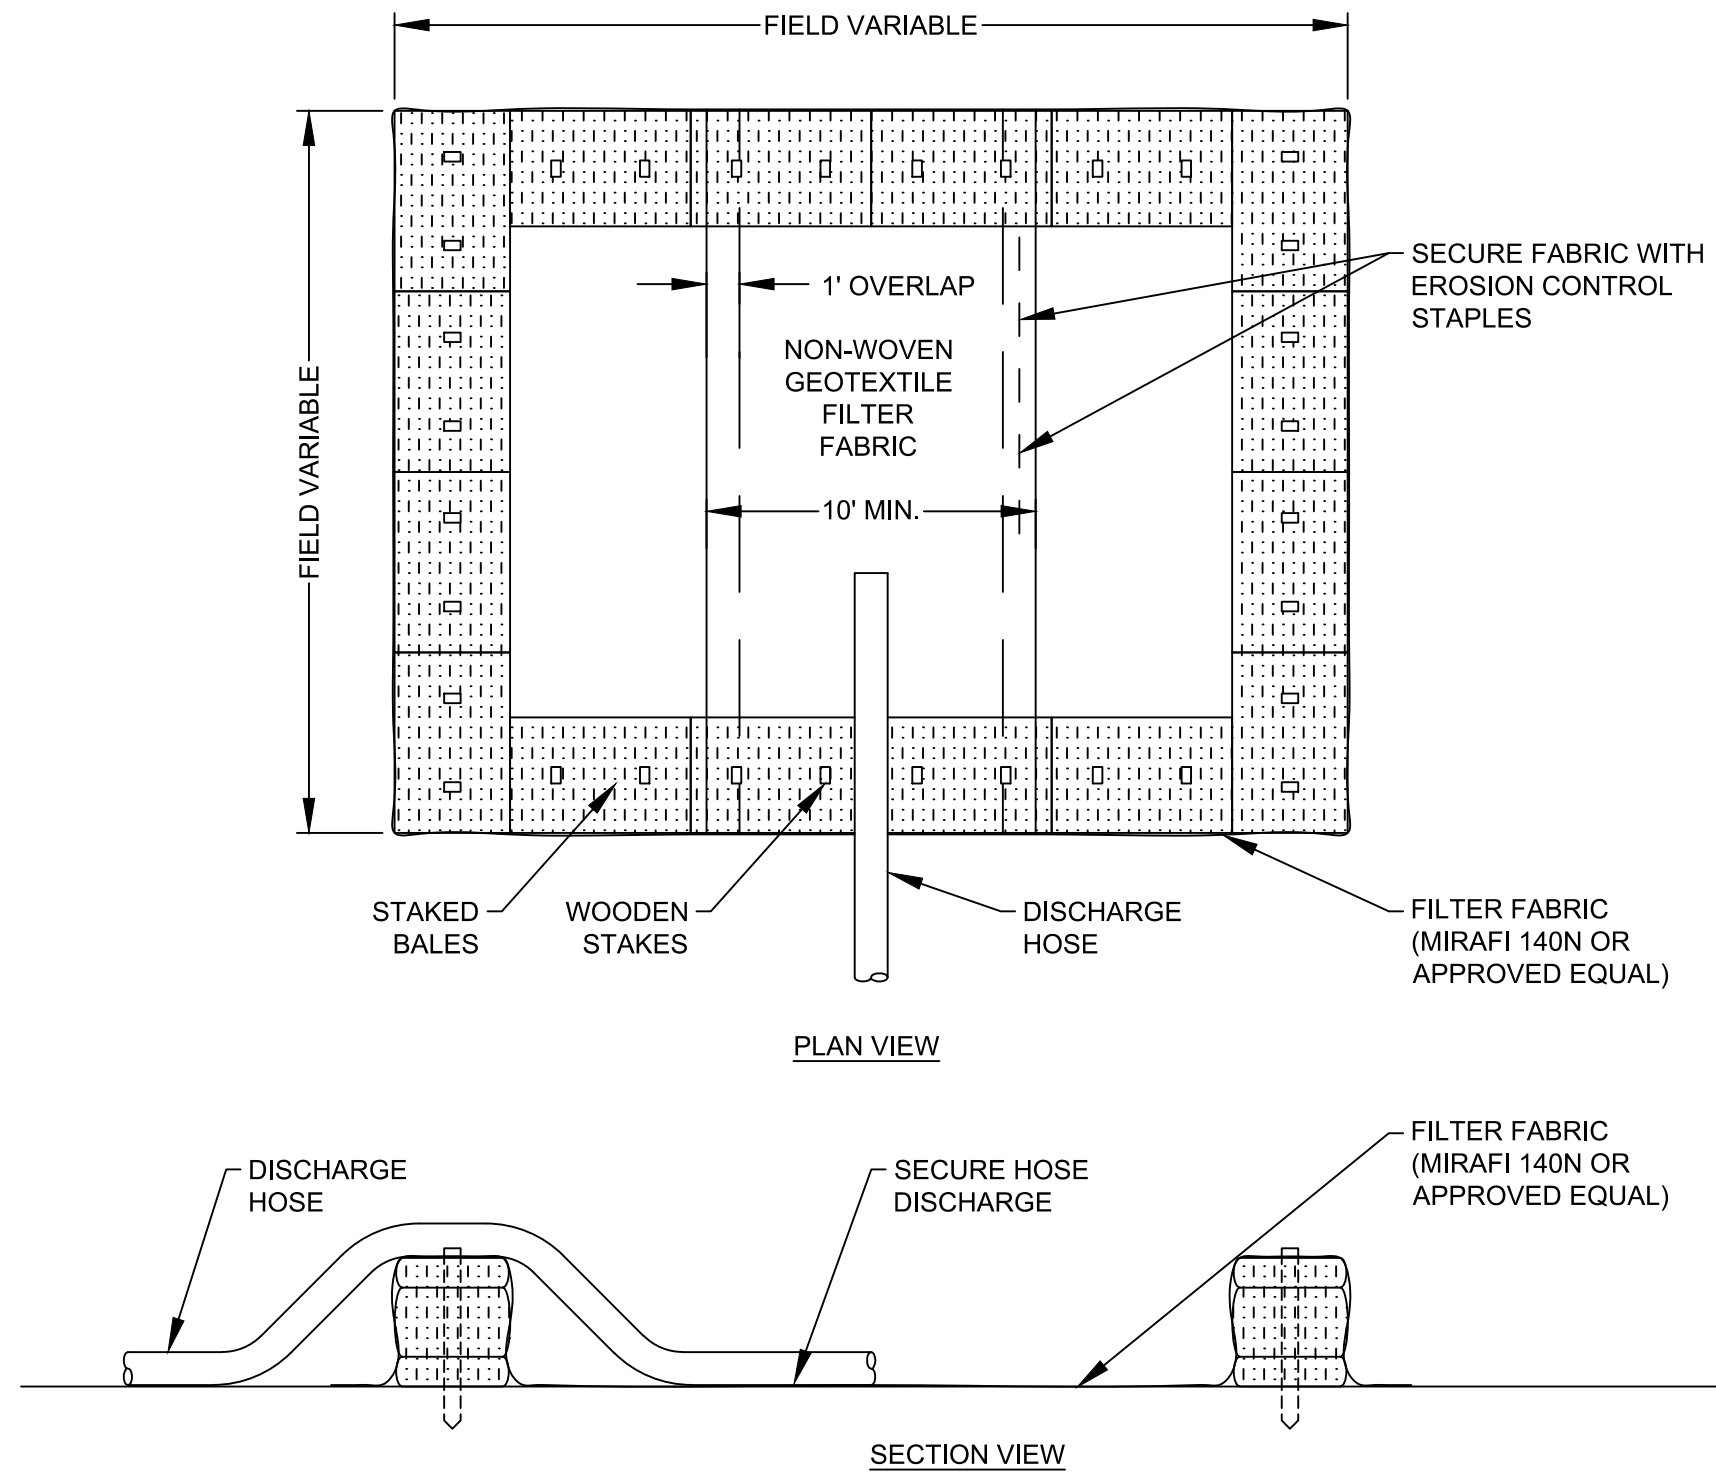 FIELD VARIABLE
FIELD VARIABLE
1' OVERLAP
NON-WOVEN
GEOTEXTILE
FILTER
FABRIC
10' MIN.
SECURE FABRIC WITH
EROSION CONTROL
STAPLES
STAKED
BALES
WOODEN
STAKES
DISCHARGE
HOSE
FILTER FABRIC
(MIRAFI 140N OR
APPROVED EQUAL)
PLAN VIEW
DISCHARGE
HOSE
SECURE HOSE
DISCHARGE
FILTER FABRIC
(MIRAFI 140N OR
APPROVED EQUAL)
SECTION VIEW